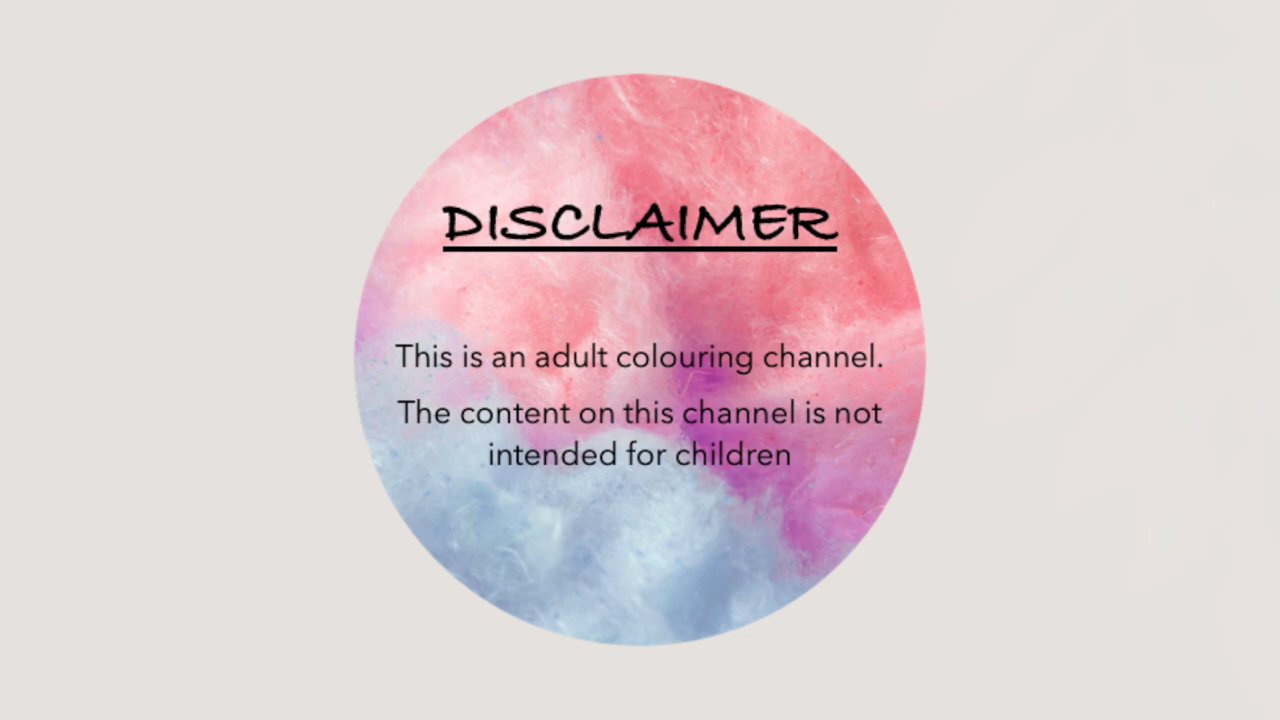 DISCLAIMER
This is an adult colouring channel.
The content on this channel is not
intended for children